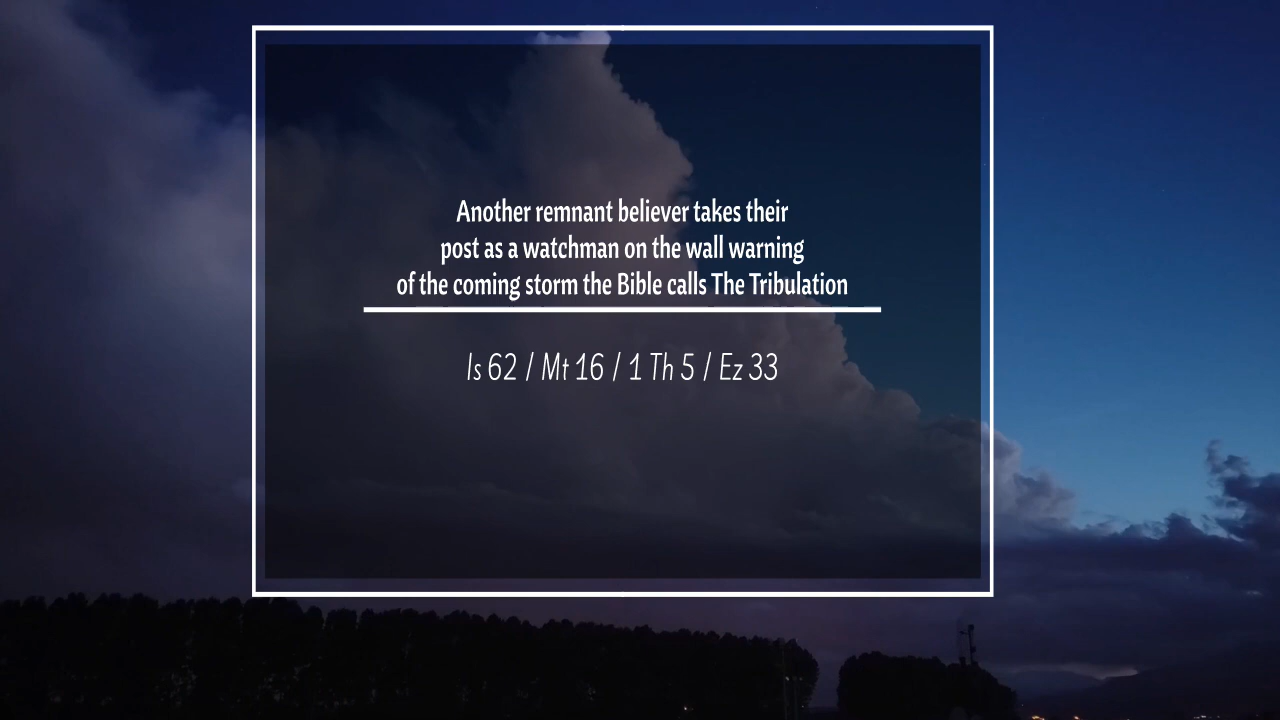 Another remnant believer takes their
post as a watchman on the wall warning
of the coming storm the Bible calls The Tribulation
Is 62 / Mt 16 / 1 Th 5 / Ez 33